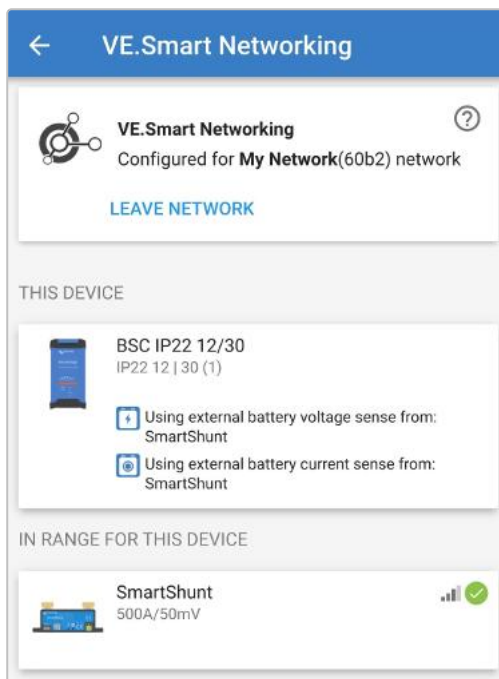 VE.Smart Networking
VE.Smart Networking
Configured for My Network(60b2) network
LEAVE NETWORK
THIS DEVICE
BSC IP22 12/30
IP22 12 | 30 (1)
Using external battery voltage sense from:
SmartShunt
Using external battery current sense from:
SmartShunt
IN RANGE FOR THIS DEVICE
SmartShunt
500A/50mV